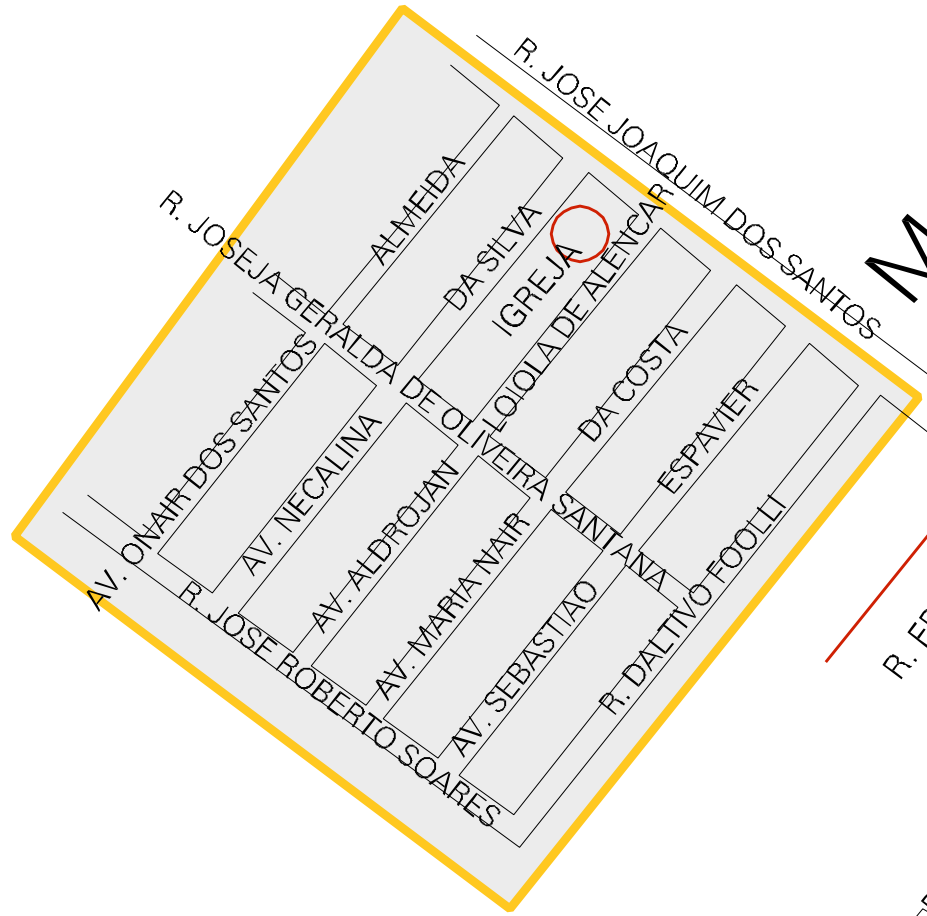 R. JOSE JOAQUIM DOS SANTOS
M
ALMEIDA
R. JOSEJA GERALDA DE OLIVEIRA SANTANA
DA SILVA
IGREJA
LOIOLA DE ALENCAR
DA COSTA
ESPAVIER
AV. ONAIR DOS SANTOS
AV. NECALINA
AV. ALDROJAN
AV. MARIA NAIR
AV. SEBASTIAO
R. DALTIVO FOOLLI
R. JOSE ROBERTO SOARES
R.